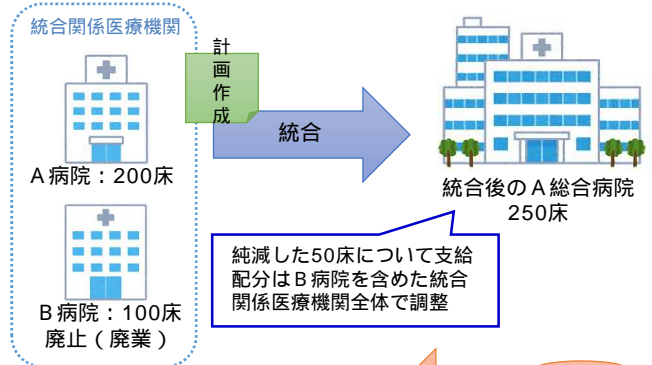 統合関係医療機関
計
画
作
成
統合
A病院：200床
B病院：100床
廃止（廃業）
統合後のA総合病院
250床
純減した50床について支給
配分はB病院を含めた統合
関係医療機関全体で調整